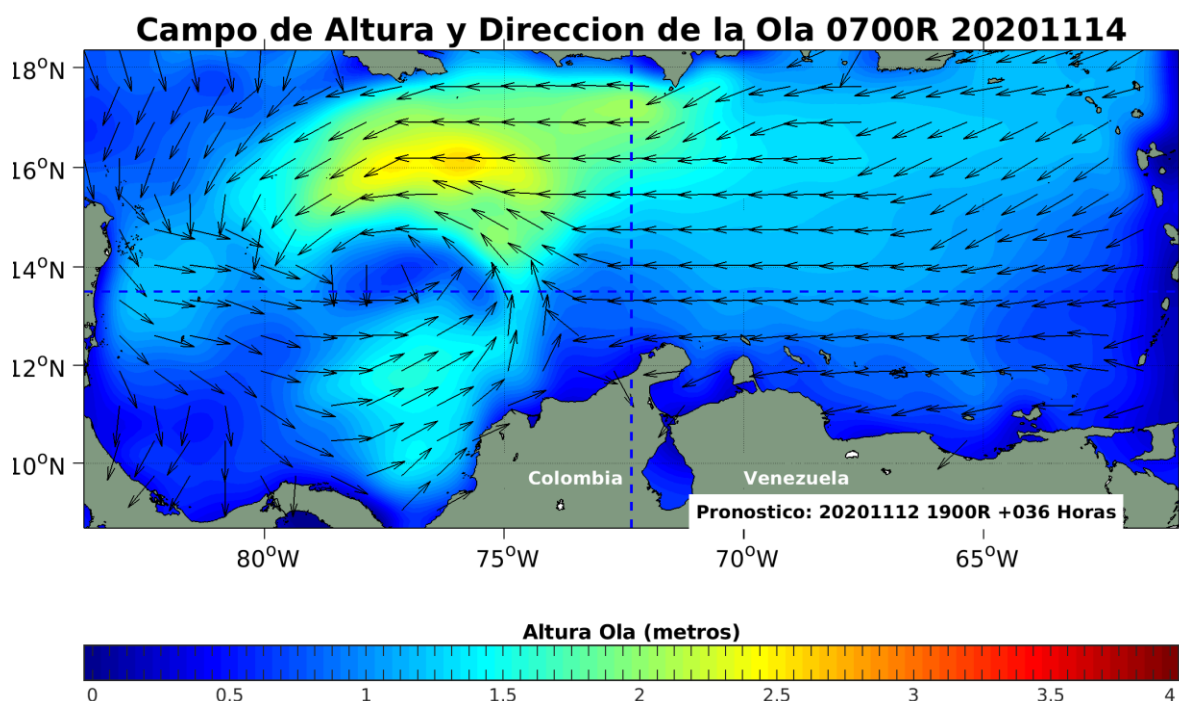 Campo de Altura y Direccion de la Ola 0700R 20201114
18°N
16°N
14°N
12°N
10°N
Colombia
Venezuela
Pronostico: 20201112 1900R +036 Horas
80°W
75°W
70°W
65°W
Altura Ola (metros)
0 0.5 1 1.5 2 2.5 3 3.5 4